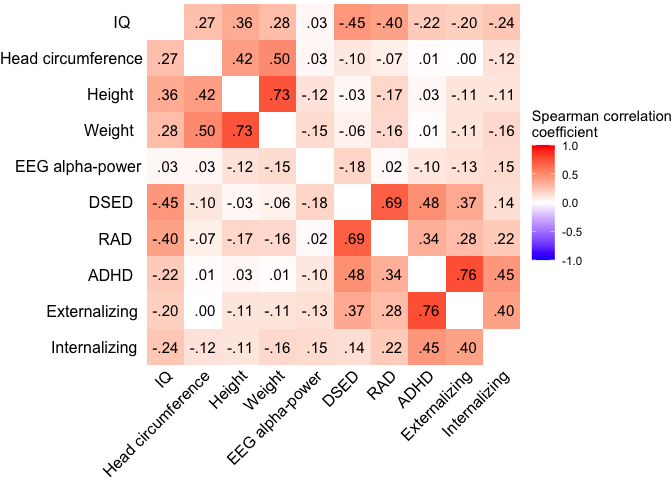 IQ .27 .36 .28 .03 -.45 -.40 -.22 -.20 -.24
Head circumference .27 .42 .50 .03 -.10 -.07 .01 .00 -.12
Height .36 .42 .73 -.12 -.03 -.17 .03 -.11 -.11
Weight .28 .50 .73 -.15 -.06 -.16 .01 -.11 -.16
EEG alpha-power .03 .03 -.12 -.15 -.18 .02 -.10 -.13 .15
DSED -.45 -.10 -.03 -.06 -.18 .69 .48 .37 .14
RAD -.40 -.07 -.17 -.16 .02 .69 .34 .28 .22
ADHD -.22 .01 .03 .01 -.10 .48 .34 .76 .45
Externalizing -.20 .00 -.11 -.11 -.13 .37 .28 .76 .40
Internalizing -.24 -.12 -.11 -.16 .15 .14 .22 .45 .40
IQ
Head circumference
Height
Weight
EEG alpha-power
DSED
RAD
ADHD
Externalizing
Internalizing
Spearman correlation
coefficient
1.0
0.5
0.0
-0.5
-1.0